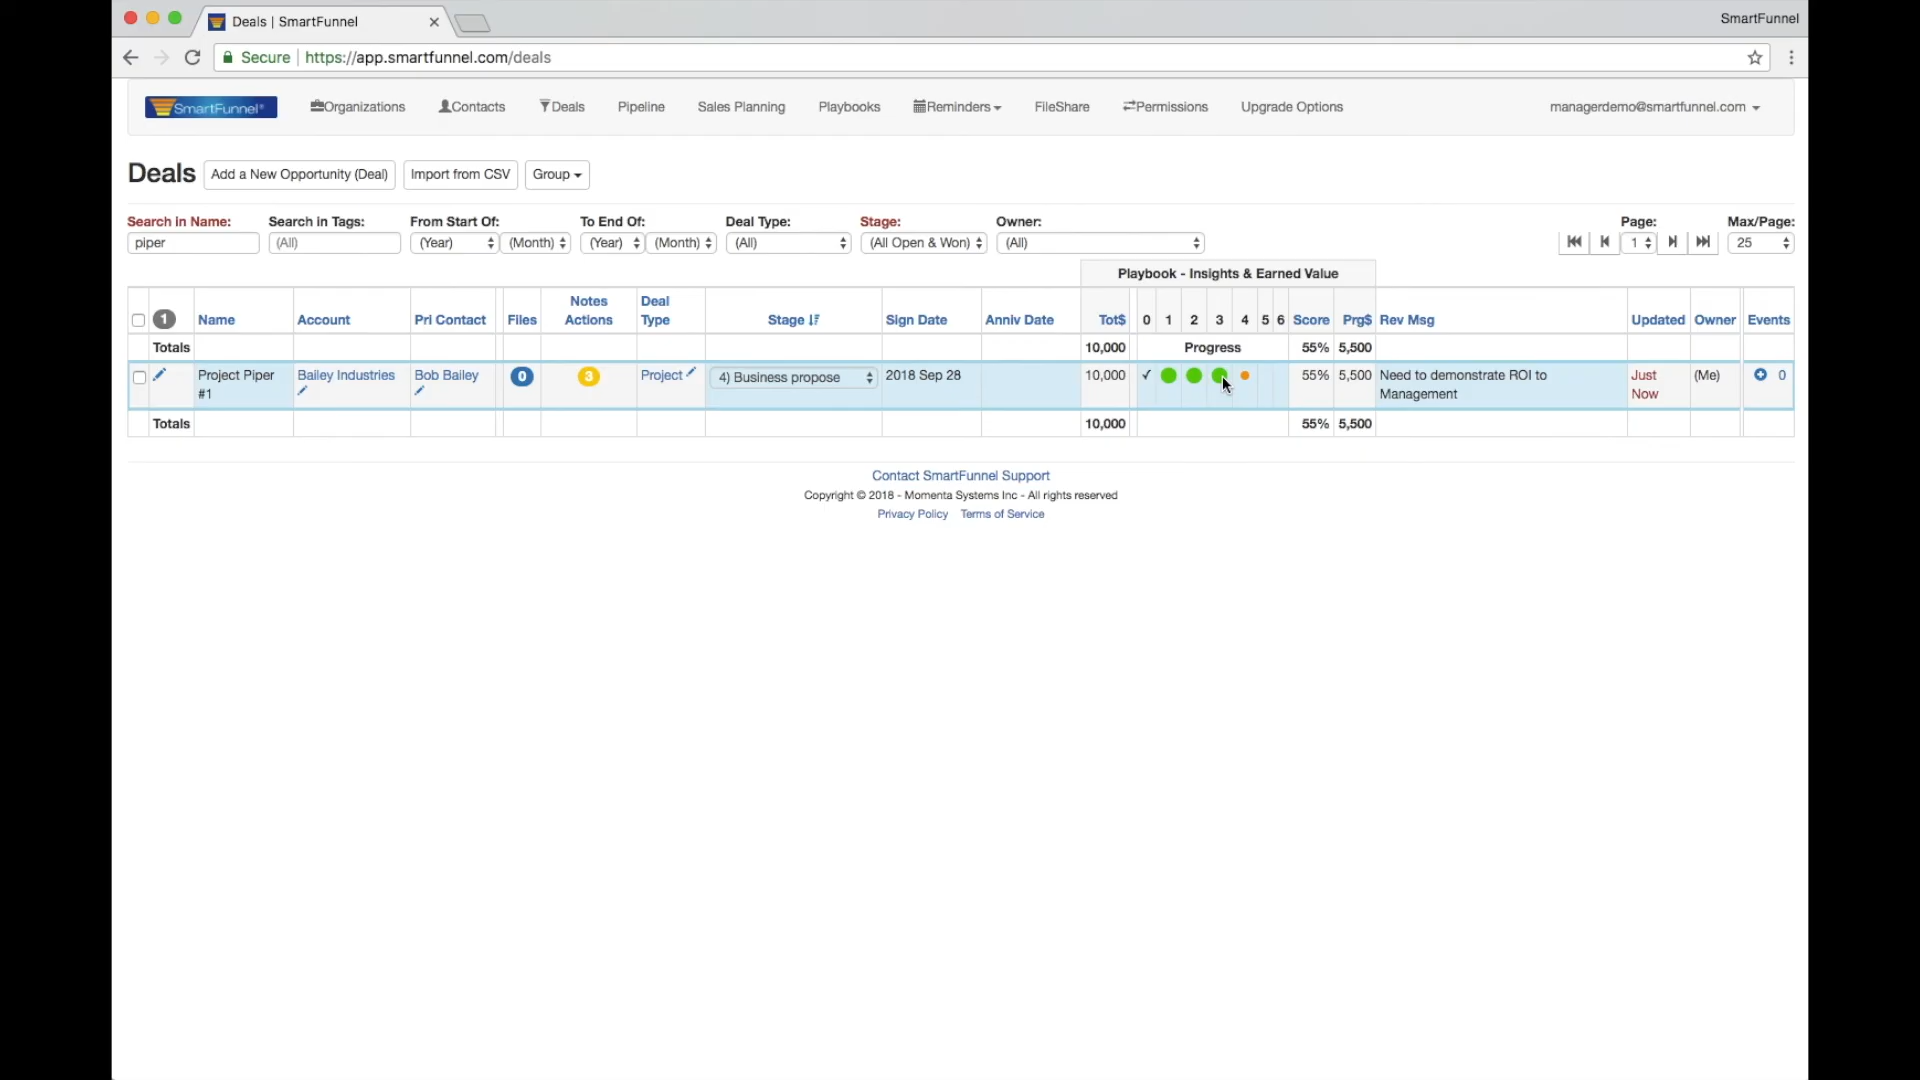 Deals | SmartFunnel
SmartFunnel
Secure https://app.smartfunnel.com/deals
SmartFunnel® Organizations Contacts Deals Pipeline Sales Planning Playbooks Reminders FileShare Permissions Upgrade Options managerdemo@smartfunnel.com
Deals Add a New Opportunity (Deal) Import from CSV Group
Search in Name: Search in Tags: From Start Of: To End Of: Deal Type: Stage: Owner: Page: Max/Page:
piper (All) (Year) (Month) (Year) (Month) (All) (All Open & Won) (All) 1 25
Playbook - Insights & Earned Value
Notes Deal
1 Name Account Pri Contact Files Actions Type Stage Sign Date Anniv Date Tot$ 0 1 2 3 4 5 6 Score Prg$ Rev Msg Updated Owner Events
Totals 10,000 Progress 55% 5,500
Project Piper Bailey Industries Bob Bailey 0 3 Project 4) Business propose 2018 Sep 28 10,000 ✓ 55% 5,500 Need to demonstrate ROI to Just (Me) 0
#1 Management Now
Totals 10,000 55% 5,500
Contact SmartFunnel Support
Copyright © 2018 - Momenta Systems Inc - All rights reserved
Privacy Policy Terms of Service